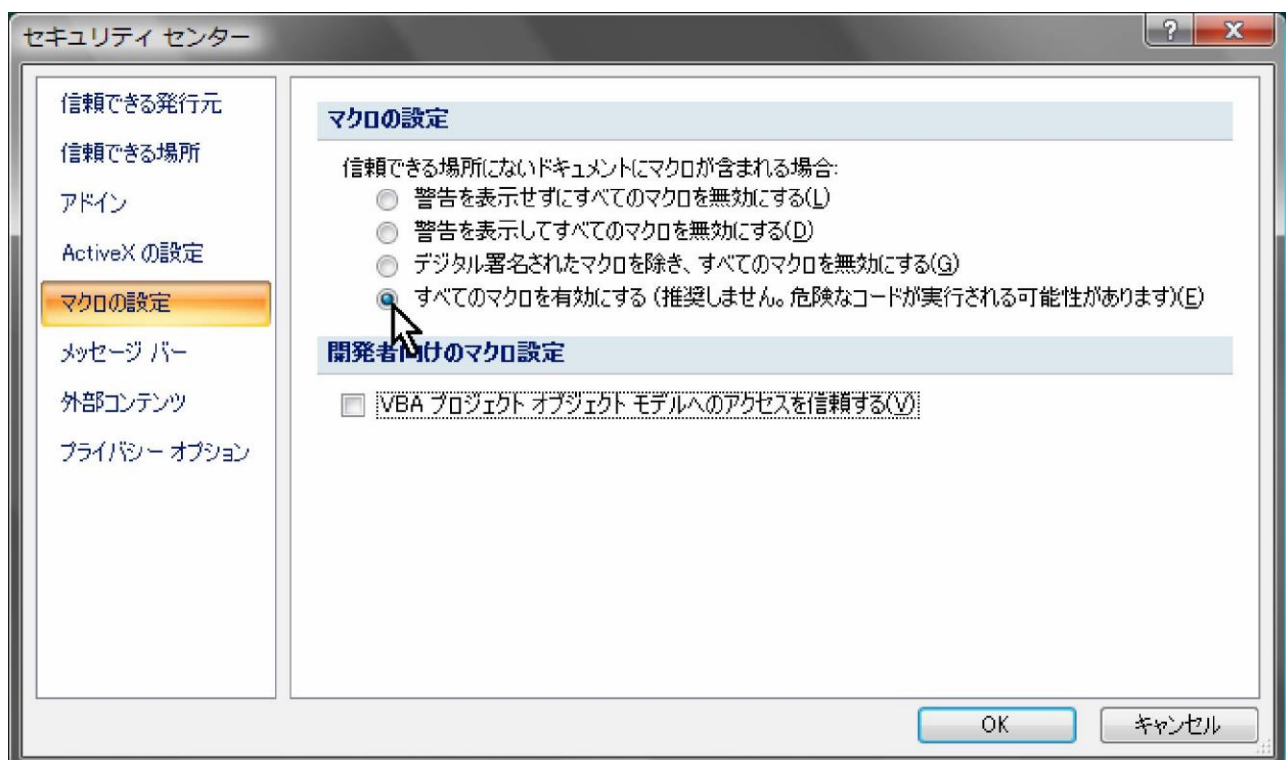 セキュリティ センター
信頼できる発行元
信頼できる場所
アドイン
ActiveX の設定
マクロの設定
メッセージ バー
外部コンテンツ
プライバシー オプション
マクロの設定
信頼できる場所にないドキュメントにマクロが含まれる場合:
警告を表示せずにすべてのマクロを無効にする(L)
警告を表示してすべてのマクロを無効にする(D)
デジタル署名されたマクロを除き、すべてのマクロを無効にする(G)
すべてのマクロを有効にする (推奨しません。危険なコードが実行される可能性があります)(E)
開発者向けのマクロ設定
VBA プロジェクト オブジェクト モデルへのアクセスを信頼する(V)
OK
キャンセル